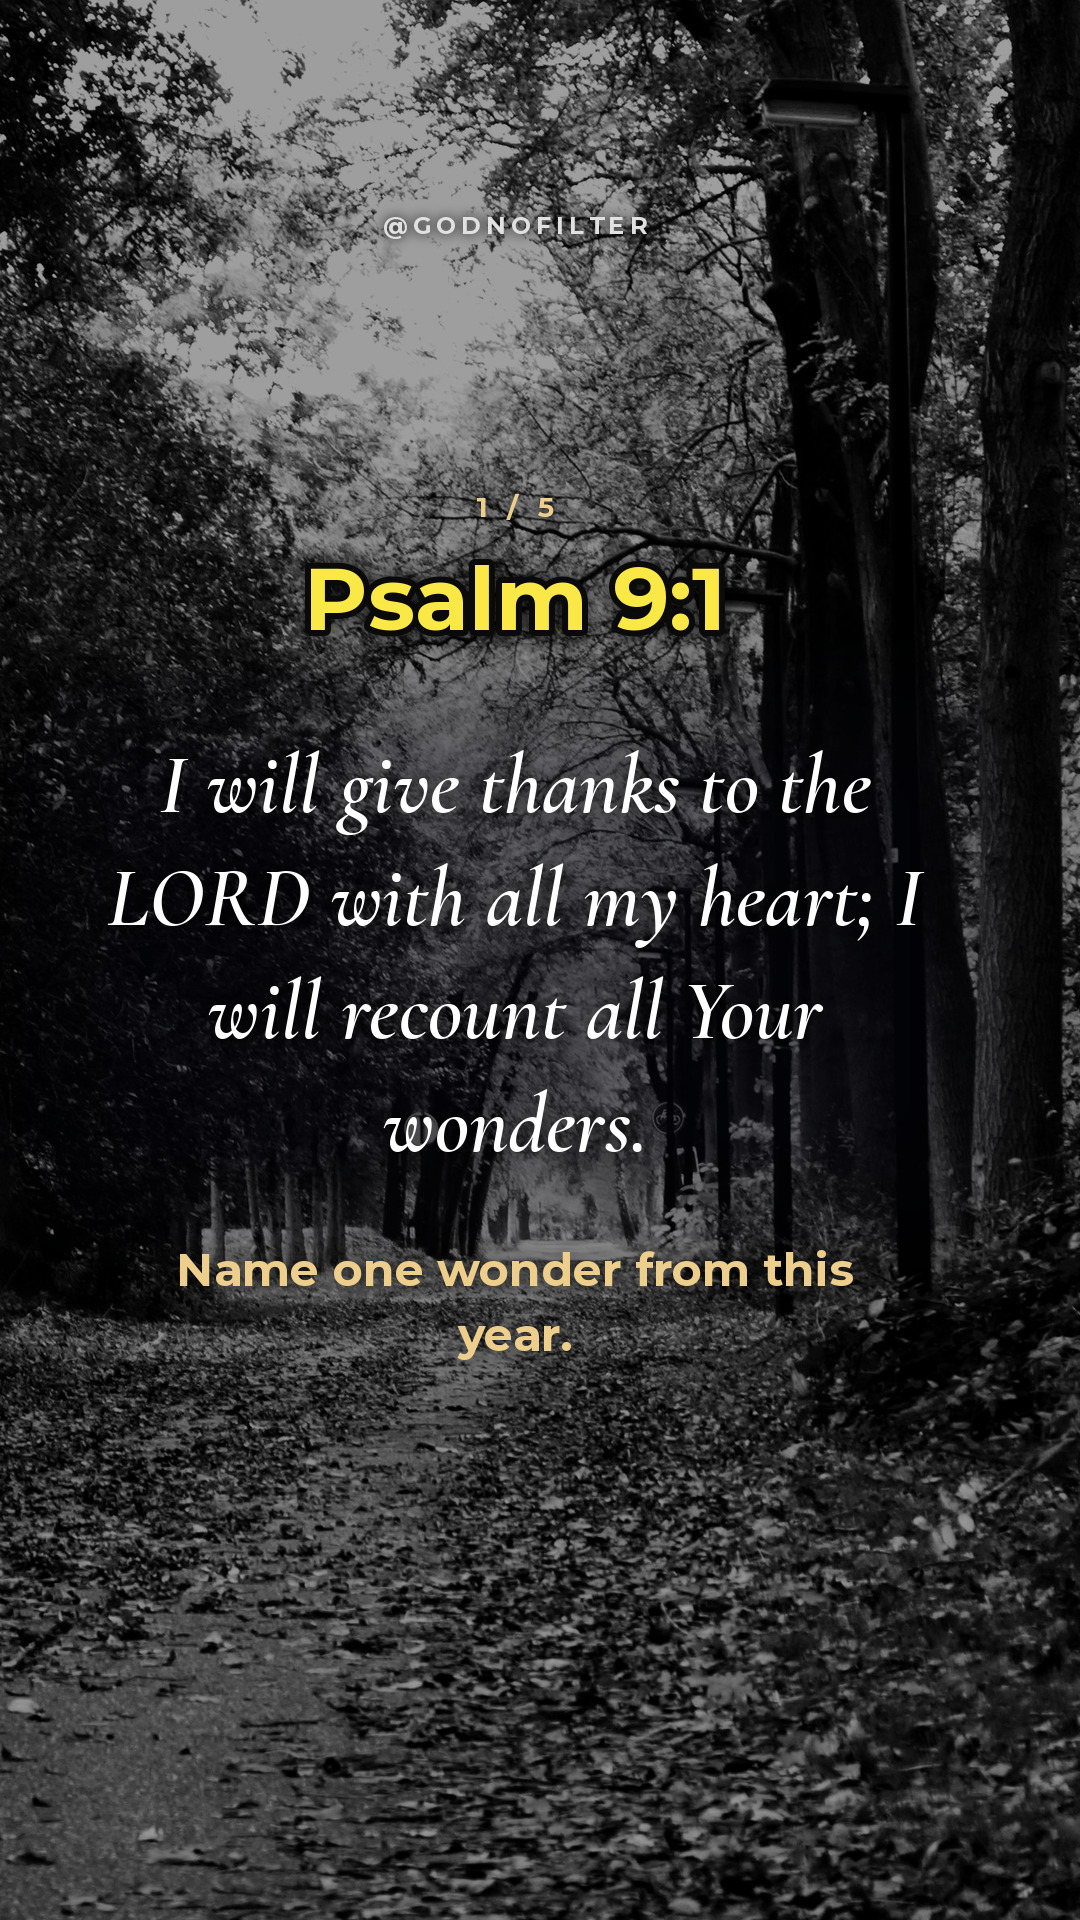 @GODNOFILTER
1 / 5
Psalm 9:1
I will give thanks to the
LORD with all my heart; I
will recount all Your
wonders.
Name one wonder from this
year.